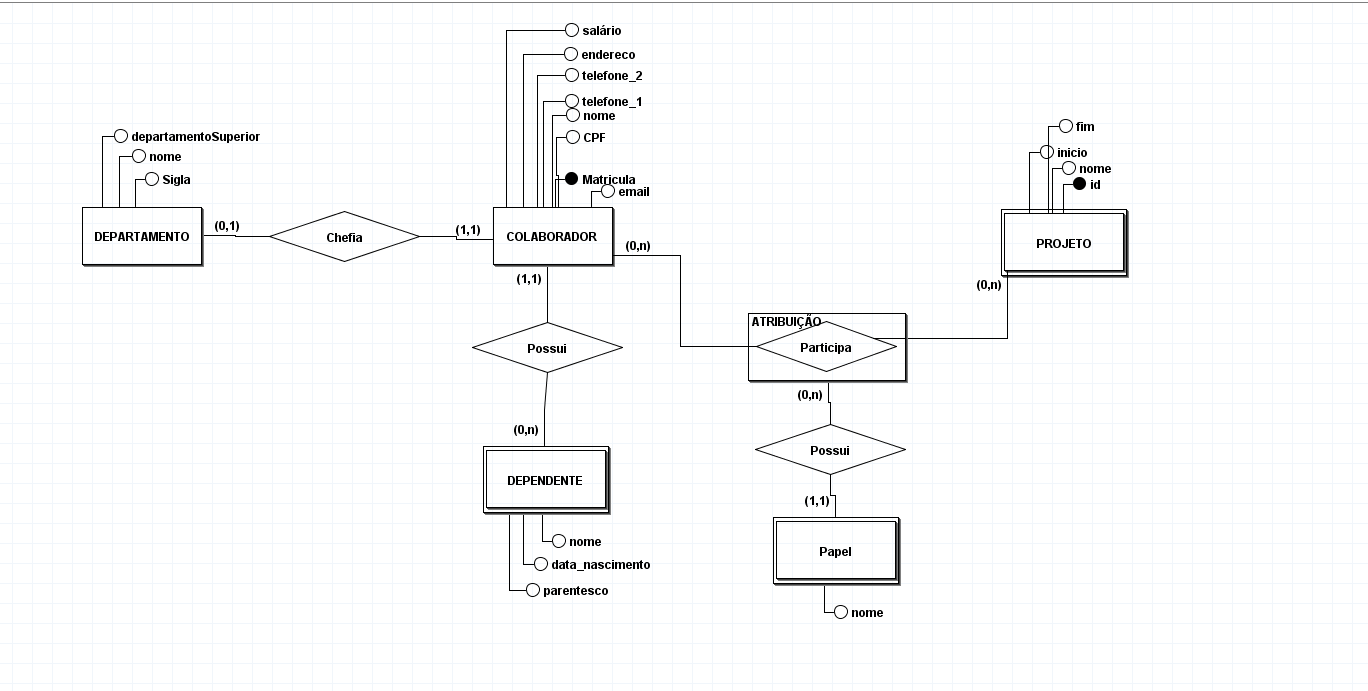 salário
endereco
telefone_2
telefone_1
nome
CPF
Matricula
email
departamentoSuperior
nome
Sigla
fim
inicio
nome
id
DEPARTAMENTO
(0,1)
Chefia
(1,1)
COLABORADOR
(0,n)
PROJETO
(1,1)
(0,n)
ATRIBUIÇÃO
Possui
Participa
(0,n)
(0,n)
Possui
DEPENDENTE
(1,1)
Papel
nome
data_nascimento
parentesco
nome